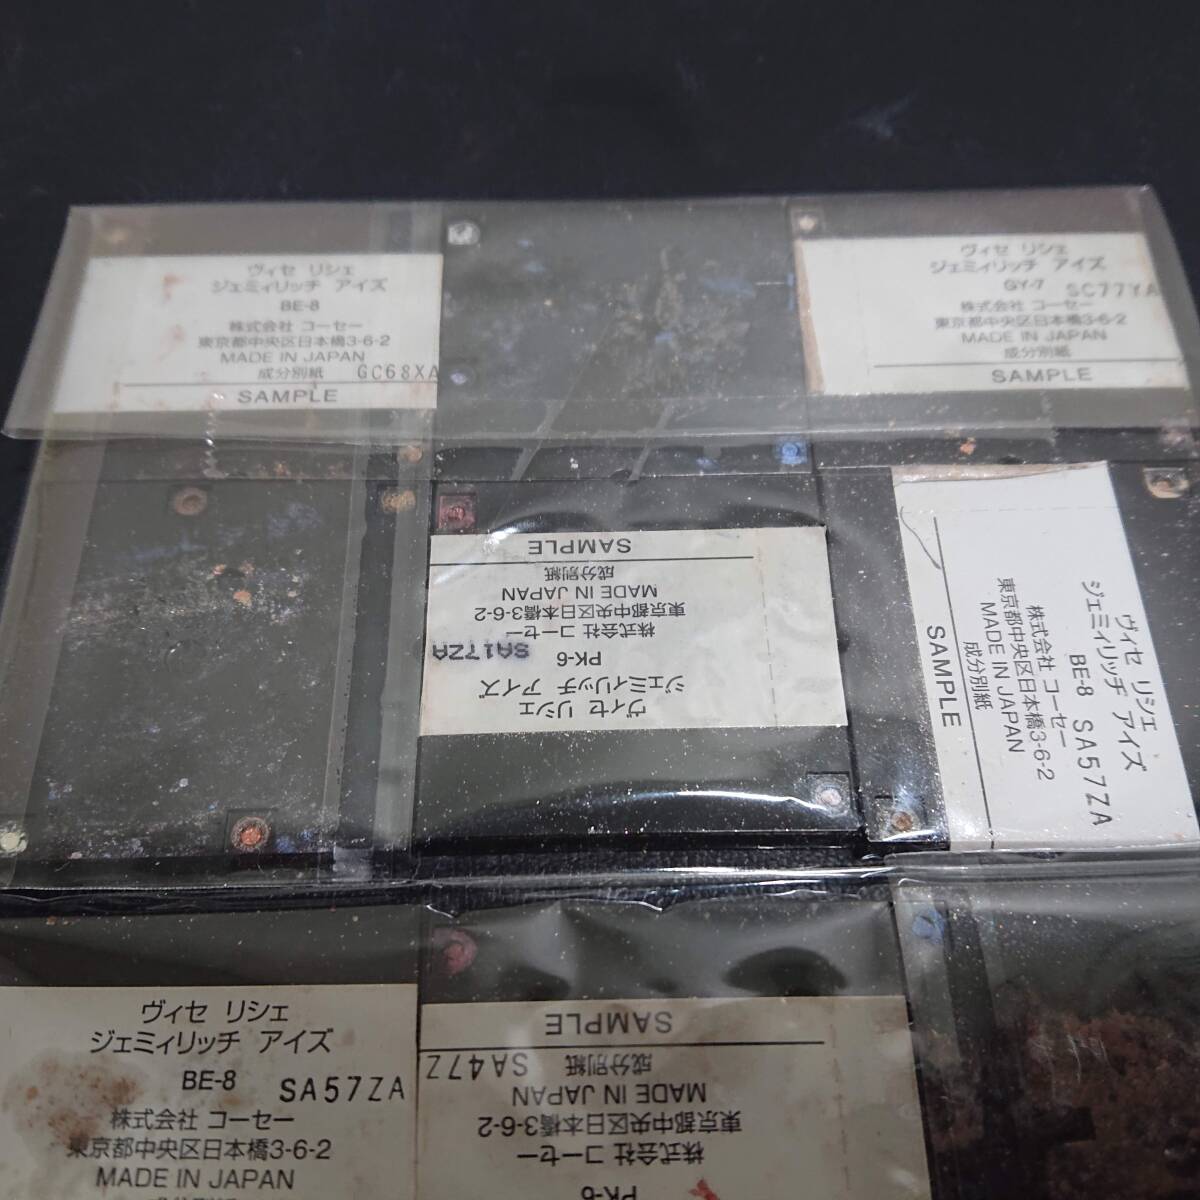 ヴィセ リシェ
ジェミィリッチ アイズ
BE-8
株式会社 コーセー
東京都中央区日本橋3-6-2
MADE IN JAPAN
成分別紙 GC68XA
SAMPLE
ヴィセ リシェ
ジェミィリッチ アイズ
GY-7 SC77YA
株式会社 コーセー
東京都中央区日本橋3-6-2
MADE IN JAPAN
成分別紙
SAMPLE
ヴィセ リシェ
ジェミィリッチ アイズ
PK-6 SA17ZA
株式会社 コーセー
東京都中央区日本橋3-6-2
MADE IN JAPAN
成分別紙
SAMPLE
ヴィセ リシェ
ジェミィリッチ アイズ
BE-8 SA57ZA
株式会社 コーセー
東京都中央区日本橋3-6-2
MADE IN JAPAN
成分別紙
SAMPLE
ヴィセ リシェ
ジェミィリッチ アイズ
BE-8 SA57ZA
株式会社 コーセー
東京都中央区日本橋3-6-2
MADE IN JAPAN
PK-6
株式会社 コーセー
東京都中央区日本橋3-6-2
MADE IN JAPAN
成分別紙 SA47Z
SAMPLE